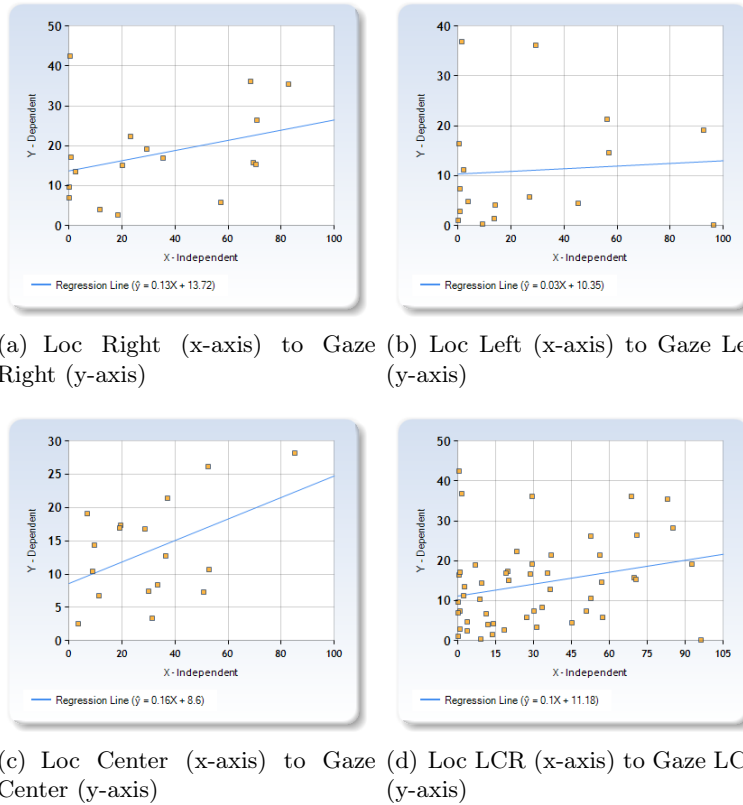 50
40
30
20
10
0
Y - Dependent
0 20 40 60 80 100
X - Independent
Regression Line (ŷ = 0.13X + 13.72)
40
30
20
10
0
Y - Dependent
0 20 40 60 80 100
X - Independent
Regression Line (ŷ = 0.03X + 10.35)
(a) Loc Right (x-axis) to Gaze
Right (y-axis)
(b) Loc Left (x-axis) to Gaze Le
(y-axis)
30
25
20
15
10
5
0
Y - Dependent
0 20 40 60 80 100
X - Independent
Regression Line (ŷ = 0.16X + 8.6)
50
40
30
20
10
0
Y - Dependent
0 15 30 45 60 75 90 105
X - Independent
Regression Line (ŷ = 0.1X + 11.18)
(c) Loc Center (x-axis) to Gaze
Center (y-axis)
(d) Loc LCR (x-axis) to Gaze LC
(y-axis)